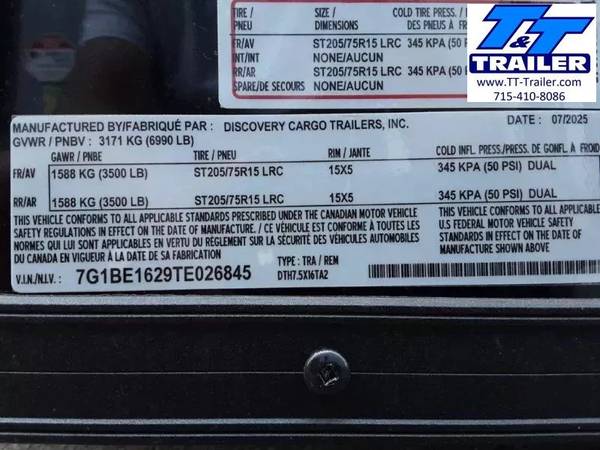 TIRE / SIZE / COLD TIRE PRESS. /
PNEU DIMENSIONS DES PNEUS À FROID
FR/AV ST205/75R15 LRC 345 KPA (50 P
INT/INT NONE/AUCUN
RR/AR ST205/75R15 LRC 345 KPA (50
SPARE/DE SECOURS NONE/AUCUN
T&T
TRAILER
www.TT-Trailer.com
715-410-8086
MANUFACTURED BY/FABRIQUÉ PAR : DISCOVERY CARGO TRAILERS, INC. DATE : 07/2025
GVWR / PNBV : 3171 KG (6990 LB)
GAWR / PNBE TIRE / PNEU RIM / JANTE COLD INFL. PRESS./PRESS. DE GONFL. À FROID
FR/AV 1588 KG (3500 LB) ST205/75R15 LRC 15X5 345 KPA (50 PSI) DUAL
RR/AR 1588 KG (3500 LB) ST205/75R15 LRC 15X5 345 KPA (50 PSI) DUAL
THIS VEHICLE CONFORMS TO ALL APPLICABLE STANDARDS PRESCRIBED UNDER THE CANADIAN MOTOR VEHICLE
SAFETY REGULATIONS IN EFFECT ON THE DATE OF MANUFACTURE / CE VÉHICULE EST CONFORME À TOUTES LES
NORMES QUI LUI SONT APPLICABLES EN VERTU DU RÈGLEMENT SUR LA SÉCURITÉ DES VÉHICULES AUTOMOBILES
DU CANADA EN VIGUEUR À LA DATE DE SA FABRICATION
THIS VEHICLE CONFORMS TO ALL APPLICABLE
U.S FEDERAL MOTOR VEHICLE SAFETY
STANDARDS IN EFFECT ON THE DATE OF
MANUFACTURE SHOWN ABOVE.
V.I.N./N.I.V.: 7G1BE1629TE026845
TYPE : TRA / REM
DTH7.5X16TA2